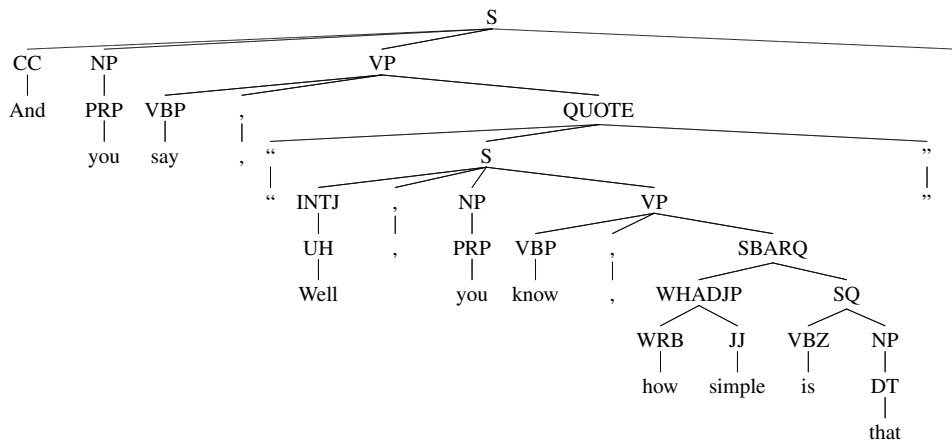 S
CC NP VP
And PRP VBP , QUOTE
you say , “ S ”
“ INTJ , NP VP ”
UH , PRP VBP , SBARQ
Well you know , WHADJP SQ
WRB JJ VBZ NP
how simple is DT
that